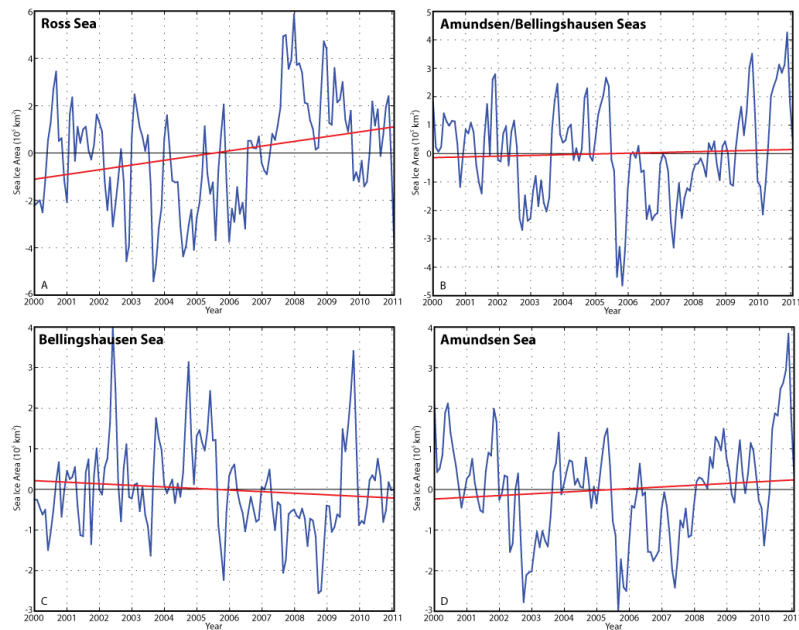 Ross Sea
Sea Ice Area (10⁵ km²)
6
4
2
0
-2
-4
-6
A
2000 2001 2002 2003 2004 2005 2006 2007 2008 2009 2010 2011
Year
Amundsen/Bellingshausen Seas
Sea Ice Area (10⁵ km²)
5
4
3
2
1
0
-1
-2
-3
-4
-5
B
2000 2001 2002 2003 2004 2005 2006 2007 2008 2009 2010 2011
Year
Bellingshausen Sea
Sea Ice Area (10⁵ km²)
4
3
2
1
0
-1
-2
-3
C
2000 2001 2002 2003 2004 2005 2006 2007 2008 2009 2010 2011
Year
Amundsen Sea
Sea Ice Area (10⁵ km²)
4
3
2
1
0
-1
-2
-3
D
2000 2001 2002 2003 2004 2005 2006 2007 2008 2009 2010 2011
Year